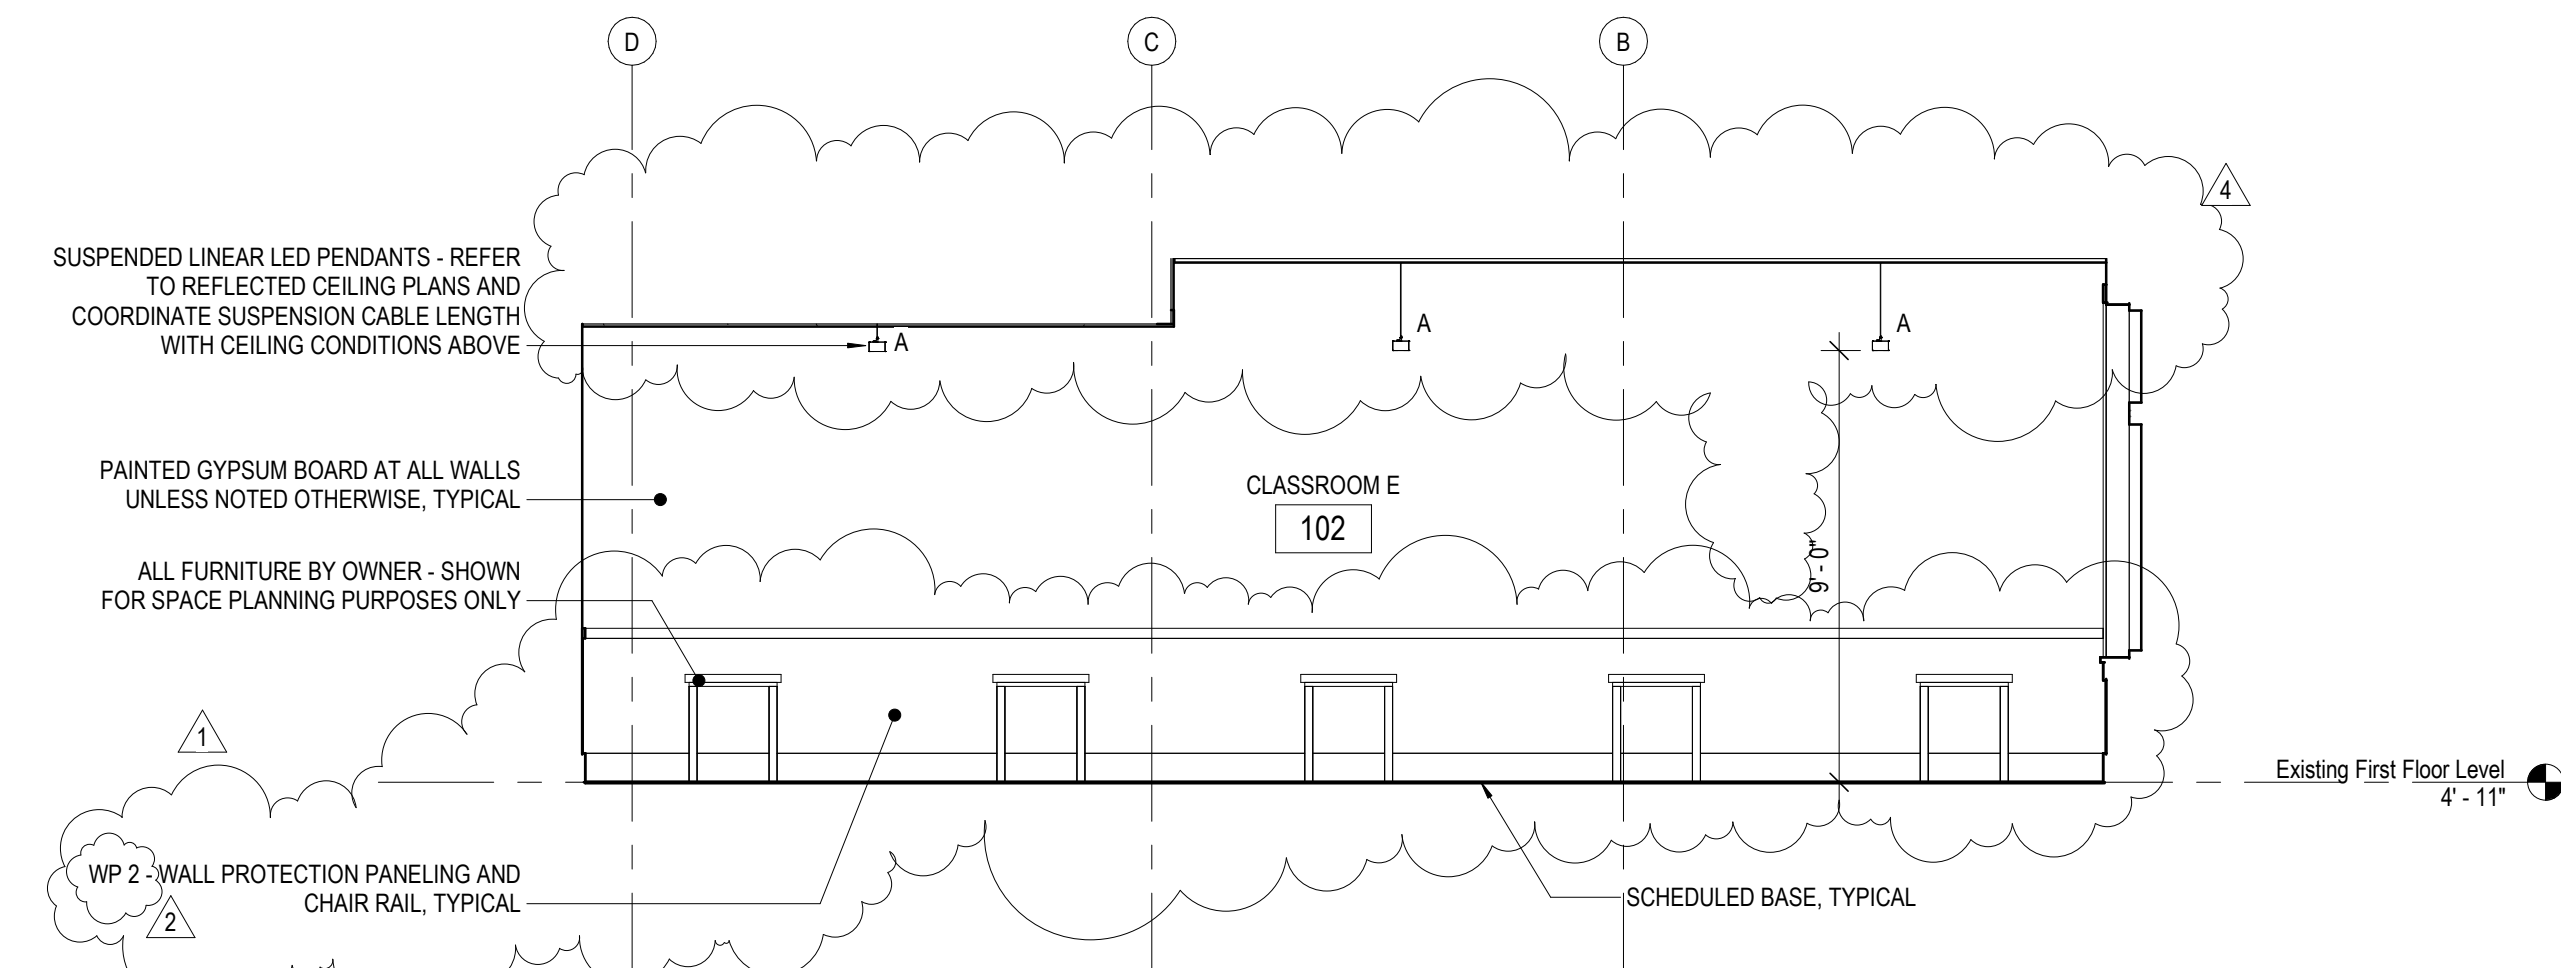 D
C
B
4
SUSPENDED LINEAR LED PENDANTS - REFER
TO REFLECTED CEILING PLANS AND
COORDINATE SUSPENSION CABLE LENGTH
WITH CEILING CONDITIONS ABOVE
A
A
A
PAINTED GYPSUM BOARD AT ALL WALLS
UNLESS NOTED OTHERWISE, TYPICAL
CLASSROOM E
102
ALL FURNITURE BY OWNER - SHOWN
FOR SPACE PLANNING PURPOSES ONLY
9' - 0"
1
Existing First Floor Level
4' - 11"
WP 2 - WALL PROTECTION PANELING AND
CHAIR RAIL, TYPICAL
2
SCHEDULED BASE, TYPICAL